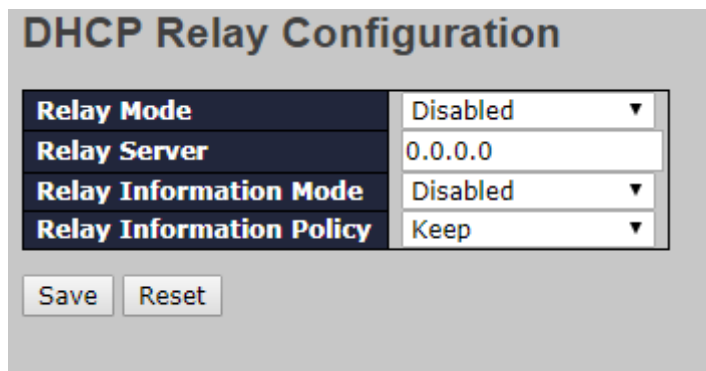 DHCP Relay Configuration
Relay Mode Disabled
Relay Server 0.0.0.0
Relay Information Mode Disabled
Relay Information Policy Keep
Save Reset